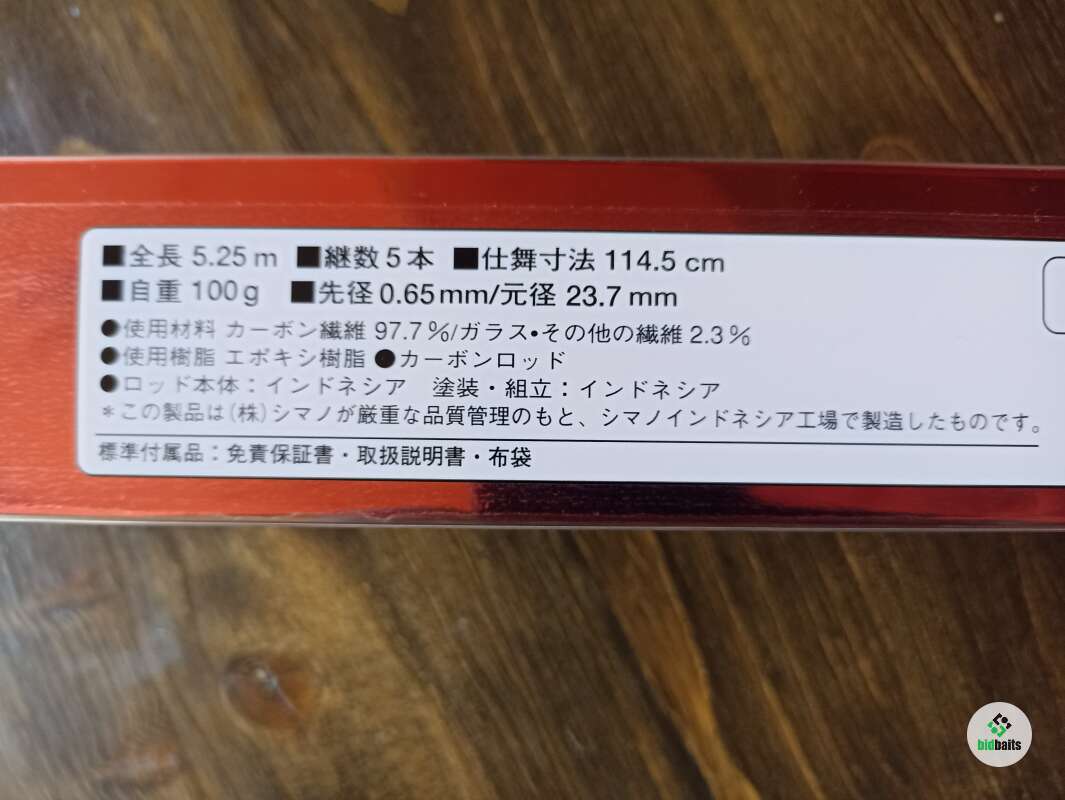 ■全長 5.25m ■継数5本 ■仕舞寸法 114.5 cm
■自重 100g ■先径0.65mm/元径 23.7 mm
●使用材料 カーボン繊維 97.7%/ガラス・その他の繊維 2.3%
●使用樹脂 エポキシ樹脂 ●カーボンロッド
●ロッド本体：インドネシア 塗装・組立：インドネシア
＊この製品は(株)シマノが厳重な品質管理のもと、シマノインドネシア工場で製造したものです。
標準付属品：免責保証書・取扱説明書・布袋
bidbaits